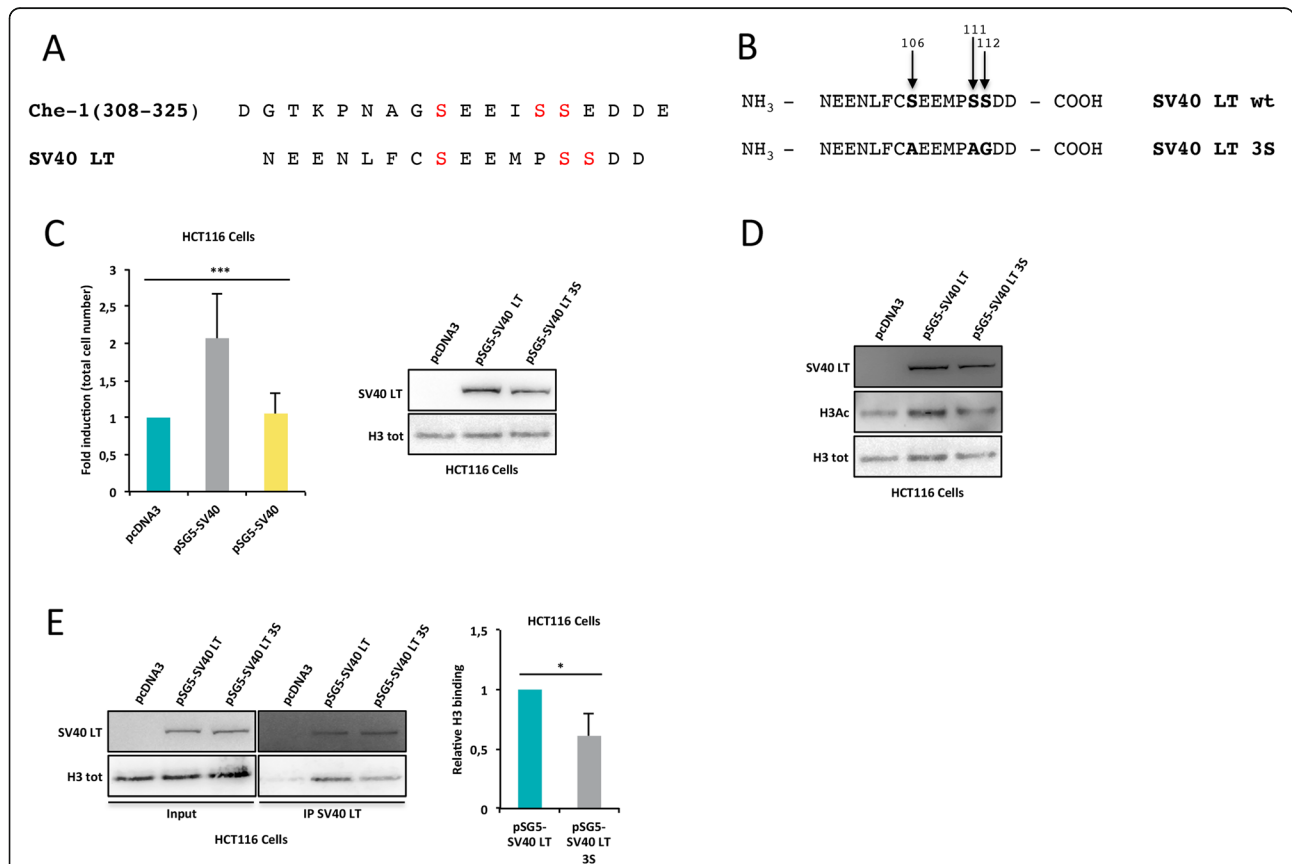 A
Che-1(308-325) D G T K P N A G S E E I S S E D D E
SV40 LT N E E N L F C S E E M P S S D D
B
111
106 112
NH3 – NEENLFCSEEMPSSDD – COOH SV40 LT wt
NH3 – NEENLFCAEEMPAGDD – COOH SV40 LT 3S
C
HCT116 Cells
Fold induction (total cell number)
3
2,5
2
1,5
1
0,5
0
***
pcDNA3
pSG5-SV40
pSG5-SV40
pcDNA3
pSG5-SV40 LT
pSG5-SV40 LT 3S
SV40 LT
H3 tot
HCT116 Cells
D
pcDNA3
pSG5-SV40 LT
pSG5-SV40 LT 3S
SV40 LT
H3Ac
H3 tot
HCT116 Cells
E
pcDNA3
pSG5-SV40 LT
pSG5-SV40 LT 3S
pcDNA3
pSG5-SV40 LT
pSG5-SV40 LT 3S
SV40 LT
H3 tot
Input
IP SV40 LT
HCT116 Cells
HCT116 Cells
Relative H3 binding
1,5
1
0,5
0
*
pSG5-
SV40 LT
pSG5-
SV40 LT
3S